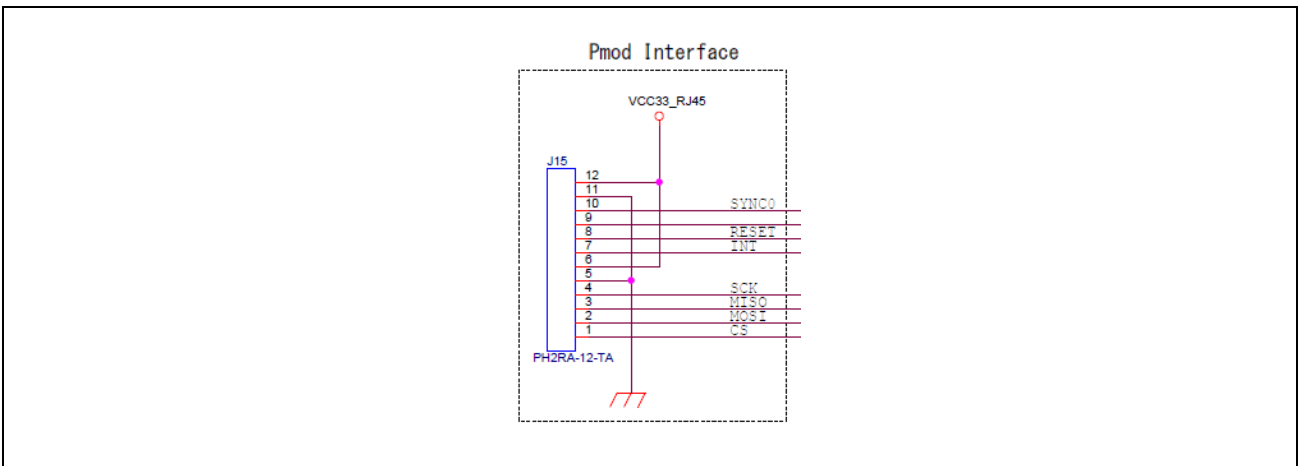 Pmod Interface
VCC33_RJ45
J15
12
11
10 SYNC0
9
8 RESET
7 INT
6
5
4 SCK
3 MISO
2 MOSI
1 CS
PH2RA-12-TA